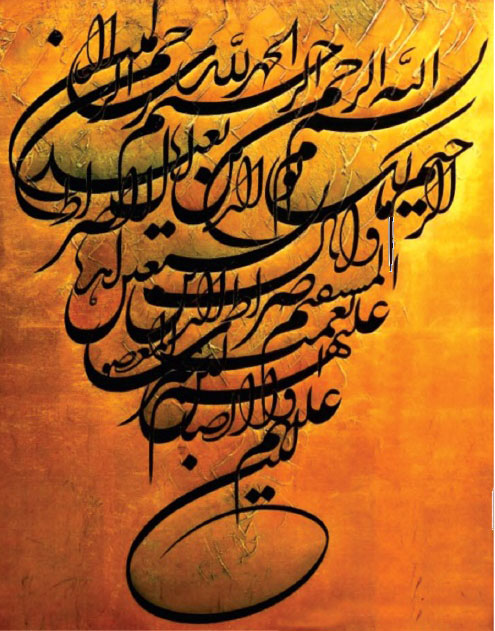 بسم الله الرحمن الرحيم الحمد لله رب العالمين الرحمن
الرحيم مالك يوم الدين اياك نعبد
واياك نستعين اهدنا الصراط
المستقيم صراط الذين
انعمت عليهم غير المغضوب
عليهم ولا الضالين